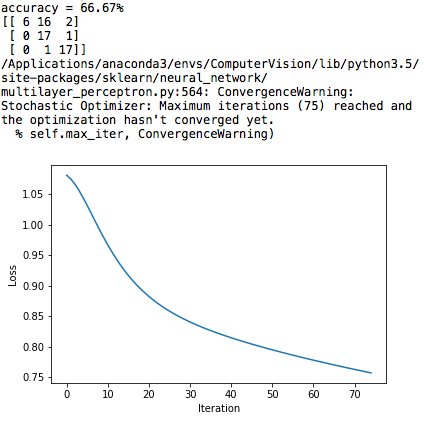 accuracy = 66.67%
[[ 6 16  2]
 [ 0 17  1]
 [ 0  1 17]]
/Applications/anaconda3/envs/ComputerVision/lib/python3.5/
site-packages/sklearn/neural_network/
multilayer_perceptron.py:564: ConvergenceWarning:
Stochastic Optimizer: Maximum iterations (75) reached and
the optimization hasn't converged yet.
  % self.max_iter, ConvergenceWarning)
1.05
1.00
0.95
0.90
0.85
0.80
0.75
Loss
0 10 20 30 40 50 60 70
Iteration